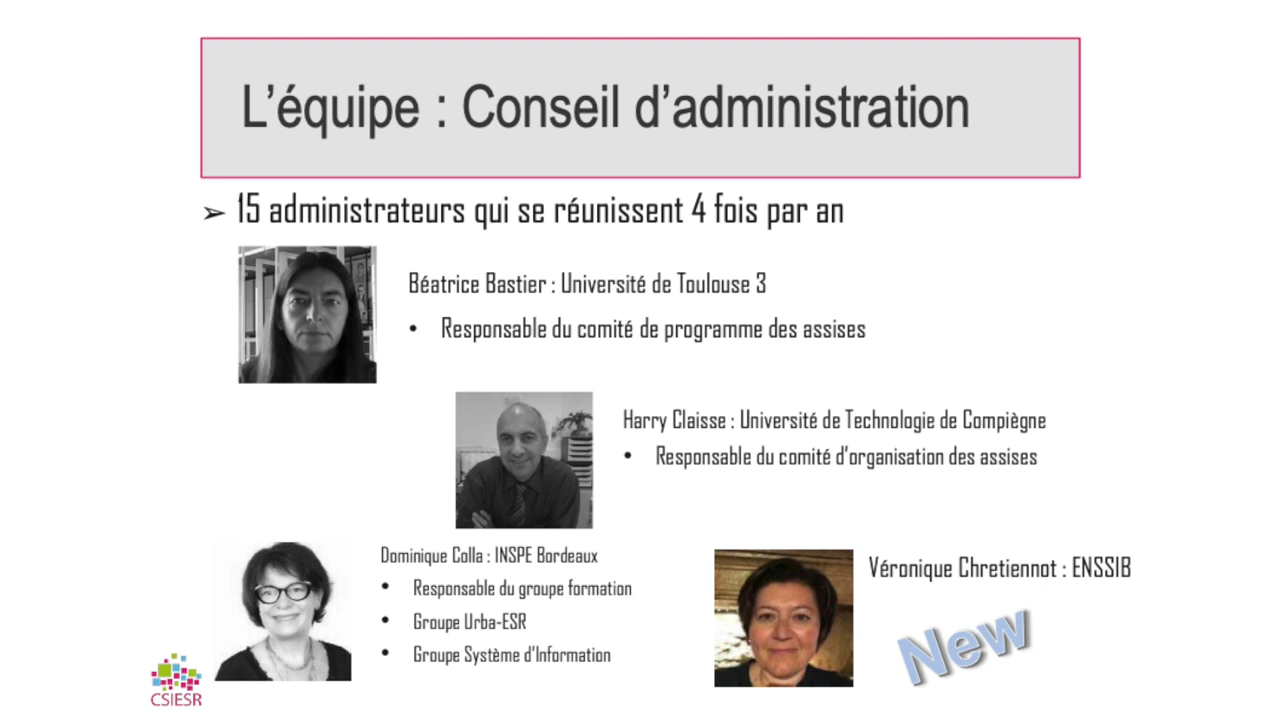 L'équipe : Conseil d'administration
➢ 15 administrateurs qui se réunissent 4 fois par an
Béatrice Bastier : Université de Toulouse 3
• Responsable du comité de programme des assises
Harry Claisse : Université de Technologie de Compiègne
• Responsable du comité d'organisation des assises
Dominique Colla : INSPE Bordeaux
• Responsable du groupe formation
• Groupe Urba-ESR
• Groupe Système d'Information
Véronique Chretiennot : ENSSIB
New
CSIESR